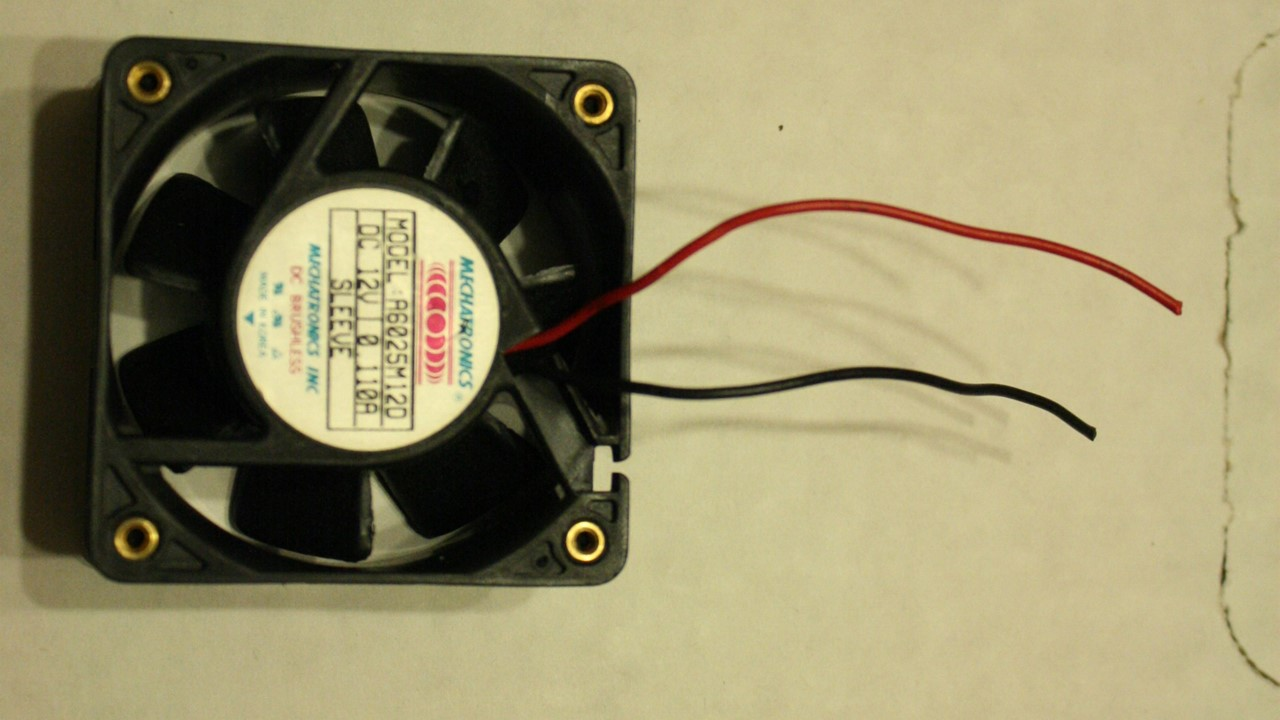 MECHATRONICS ®
MODEL : A6025M12D
DC 12V 0.110A
SLEEVE
MECHATRONICS INC
DC BRUSHLESS
MADE IN KOREA